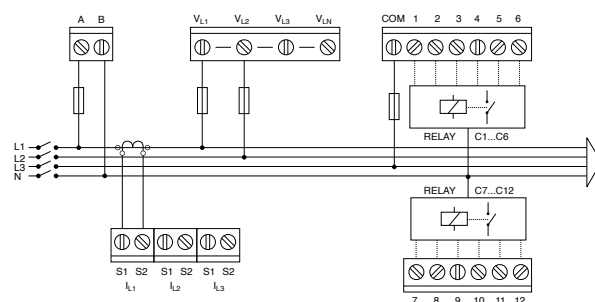 A B
VL1 VL2 VL3 VLN
COM 1 2 3 4 5 6
RELAY C1...C6
L1
L2
L3
N
RELAY C7...C12
S1 S2 S1 S2 S1 S2
IL1 IL2 IL3
7 8 9 10 11 12